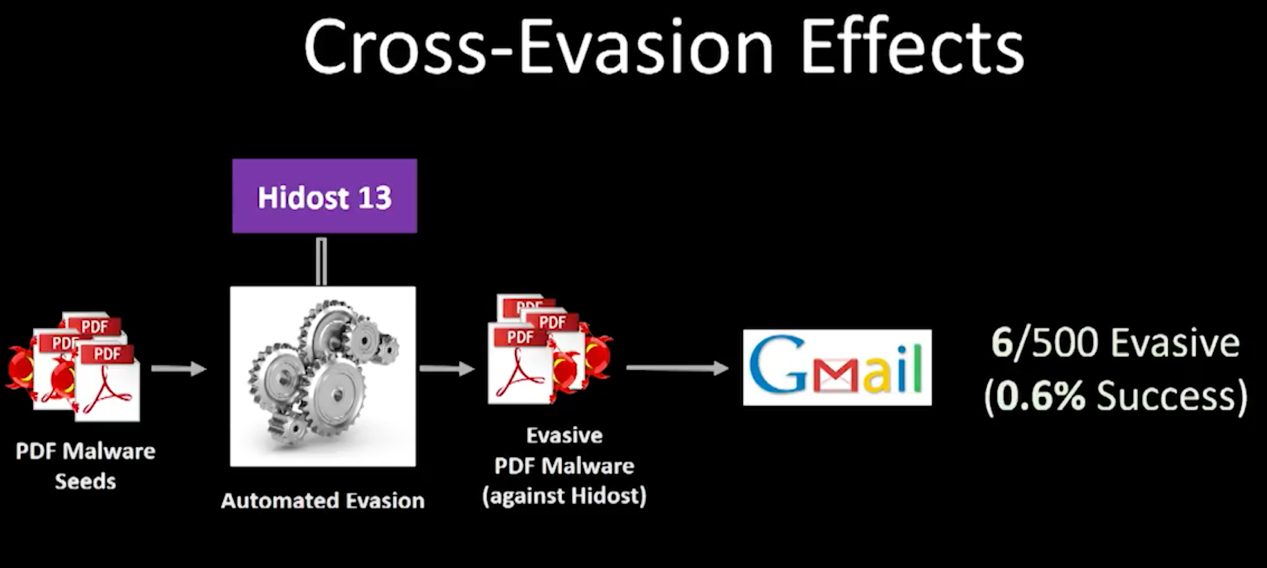 Cross-Evasion Effects
Hidost 13
PDF
PDF
PDF
PDF
PDF
PDF
Gmail
6/500 Evasive
(0.6% Success)
PDF Malware
Seeds
Automated Evasion
Evasive
PDF Malware
(against Hidost)